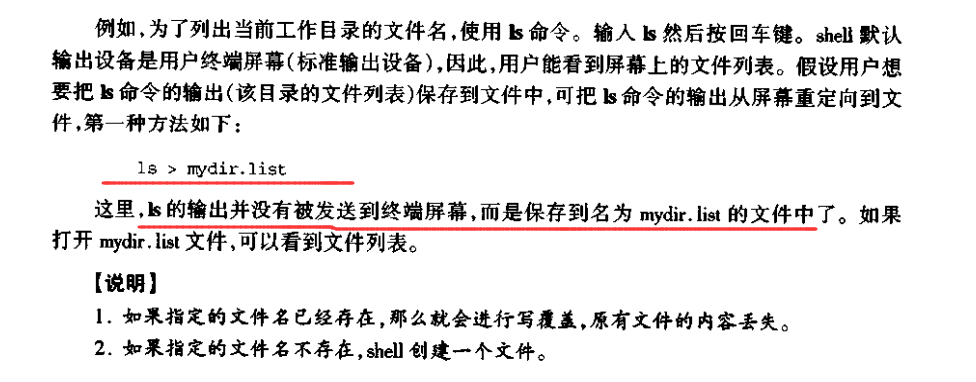 例如,为了列出当前工作目录的文件名,使用 ls 命令。输入 ls 然后按回车键。shell 默认
输出设备是用户终端屏幕(标准输出设备),因此,用户能看到屏幕上的文件列表。假设用户想
要把 ls 命令的输出(该目录的文件列表)保存到文件中,可把 ls 命令的输出从屏幕重定向到文
件,第一种方法如下:
ls > mydir.list
这里,ls 的输出并没有被发送到终端屏幕,而是保存到名为 mydir.list 的文件中了。如果
打开 mydir.list 文件,可以看到文件列表。
【说明】
1. 如果指定的文件名已经存在,那么就会进行写覆盖,原有文件的内容丢失。
2. 如果指定的文件名不存在,shell 创建一个文件。